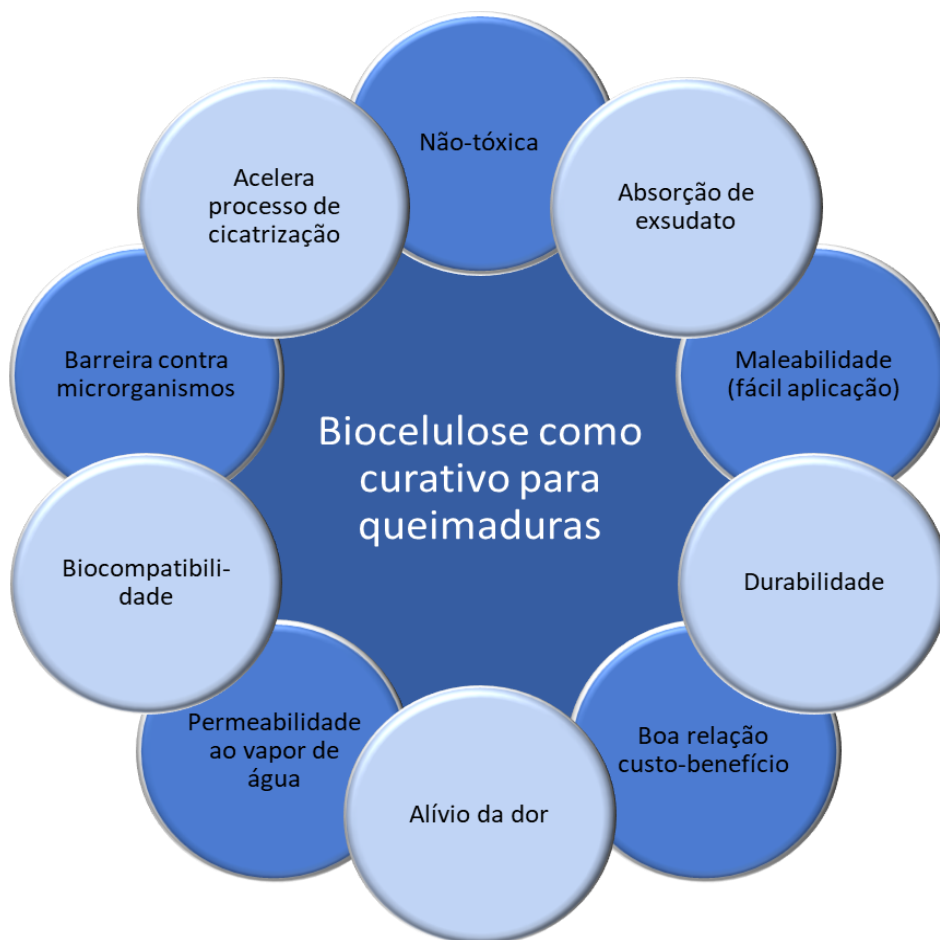 Não-tóxica
Absorção de
exsudato
Maleabilidade
(fácil aplicação)
Durabilidade
Boa relação
custo-benefício
Alívio da dor
Permeabilidade
ao vapor de
água
Biocompatibili-
dade
Barreira contra
microrganismos
Acelera
processo de
cicatrização
Biocelulose como
curativo para
queimaduras